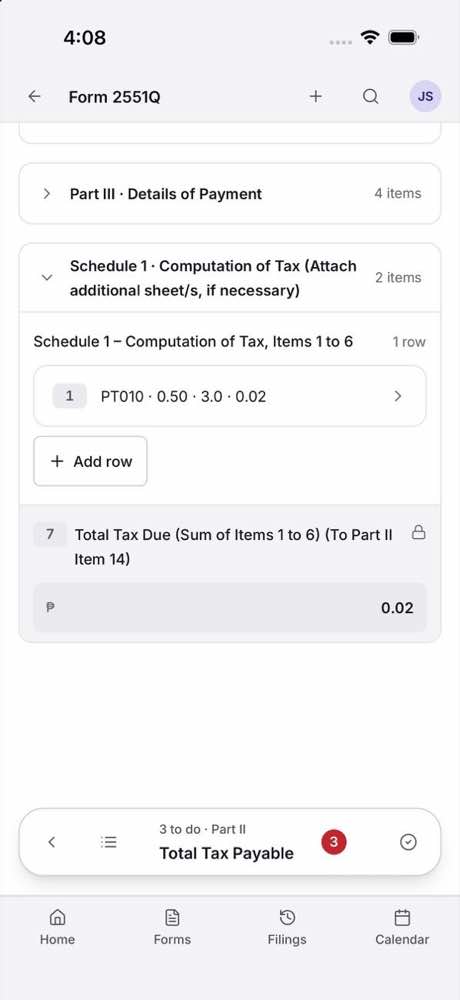 4:08
Form 2551Q
JS
Part III · Details of Payment
4 items
Schedule 1 · Computation of Tax (Attach
additional sheet/s, if necessary)
2 items
Schedule 1 – Computation of Tax, Items 1 to 6
1 row
1
PT010 · 0.50 · 3.0 · 0.02
Add row
7
Total Tax Due (Sum of Items 1 to 6) (To Part II
Item 14)
₱
0.02
3 to do · Part II
Total Tax Payable
3
Home
Forms
Filings
Calendar